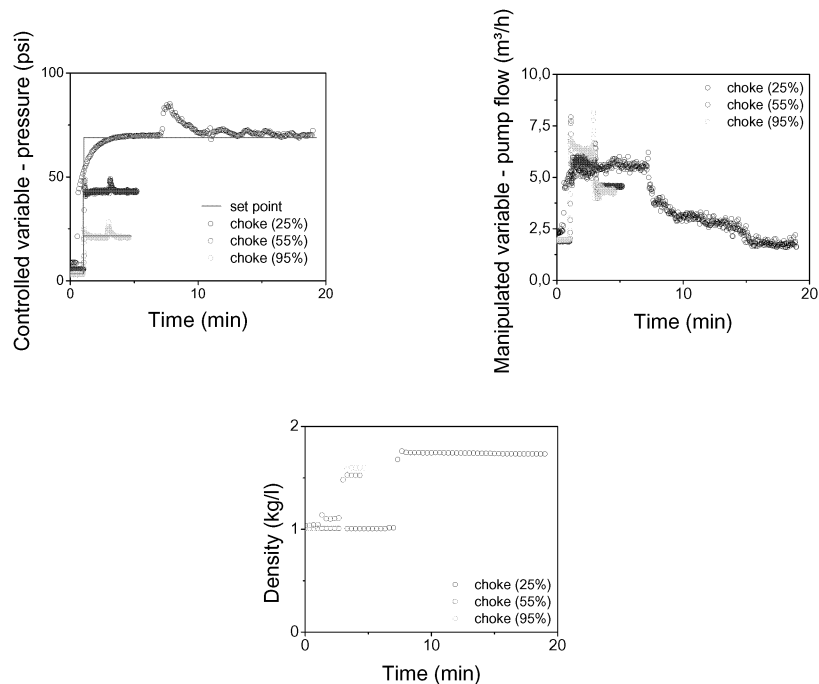 Controlled variable - pressure (psi)
100
50
0
0
10
20
Time (min)
set point
choke (25%)
choke (55%)
choke (95%)
Manipulated variable - pump flow (m³/h)
10,0
7,5
5,0
2,5
0,0
0
10
20
Time (min)
choke (25%)
choke (55%)
choke (95%)
Density (kg/l)
2
1
0
0
10
20
Time (min)
choke (25%)
choke (55%)
choke (95%)